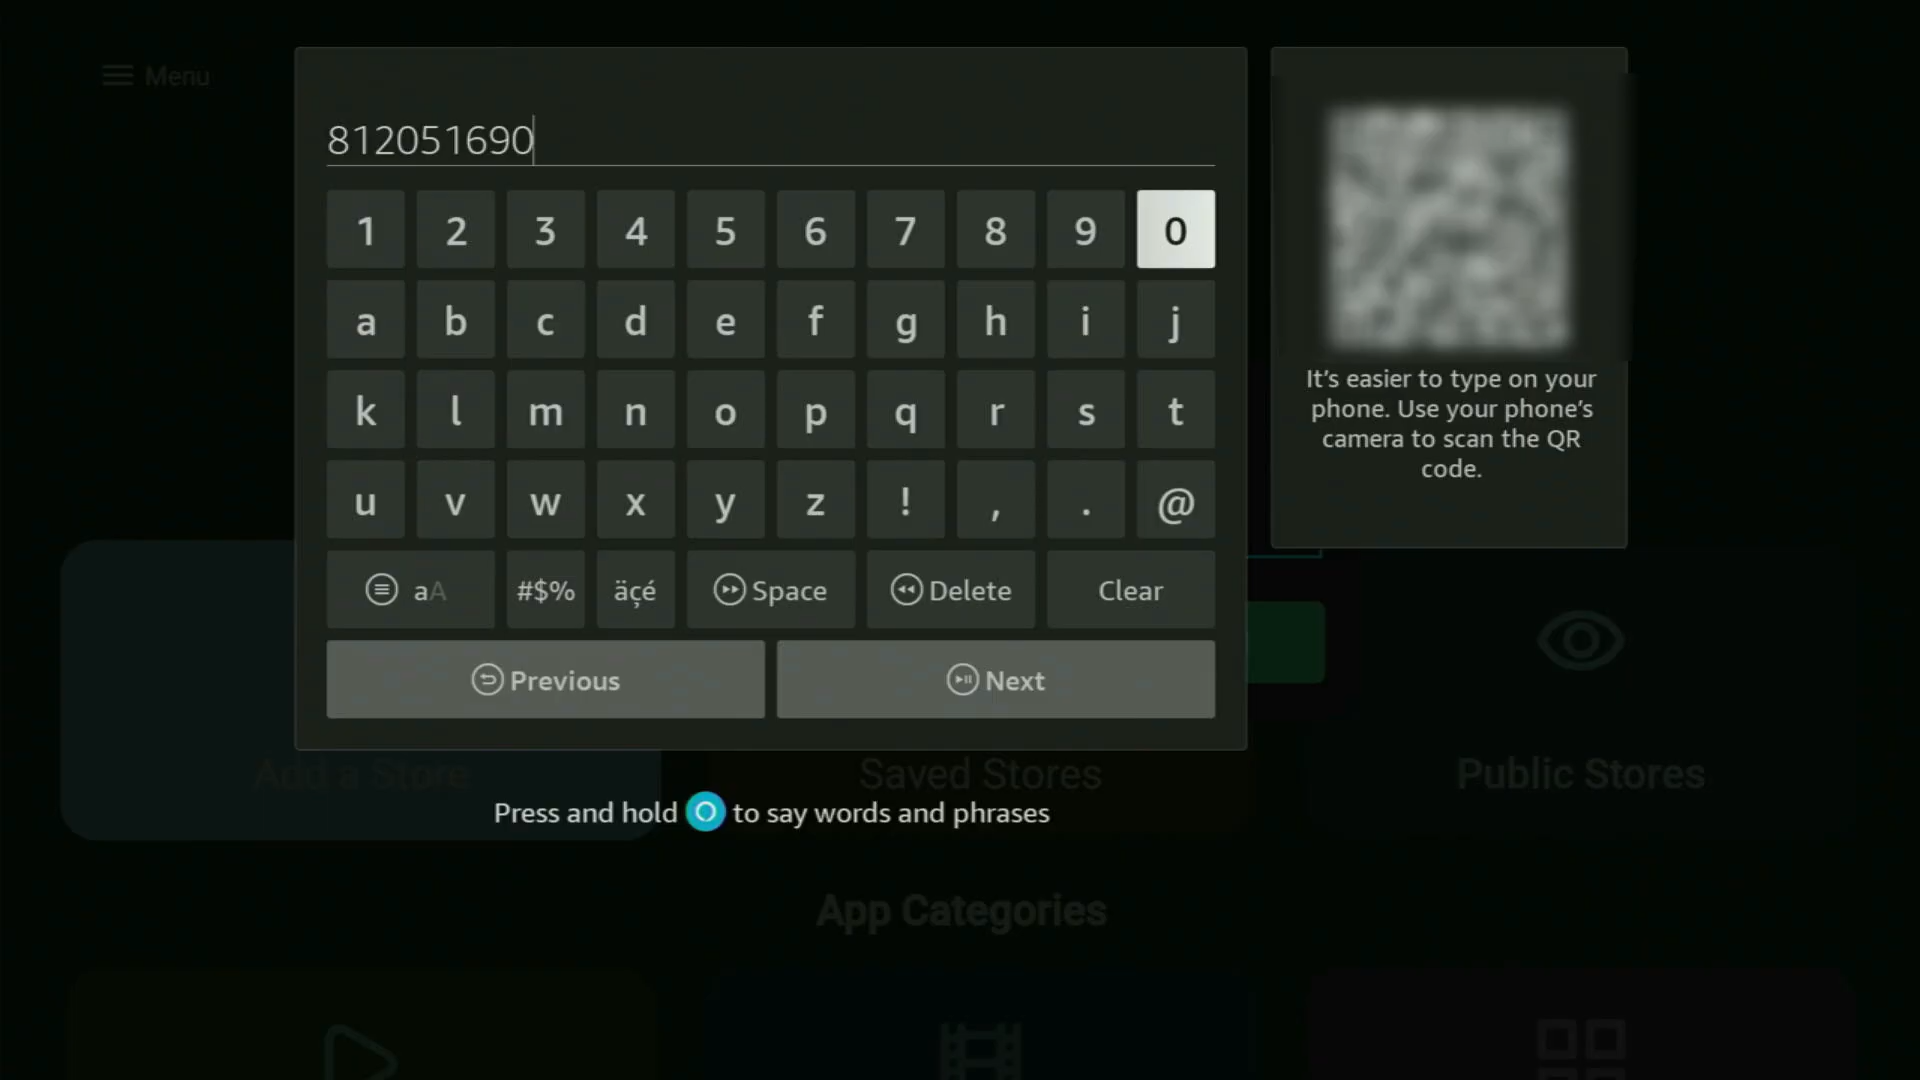 Menu
812051690
1 2 3 4 5 6 7 8 9 0
a b c d e f g h i j
k l m n o p q r s t
u v w x y z ! , . @
aA #$% äçé Space Delete Clear
Previous Next
It's easier to type on your
phone. Use your phone's
camera to scan the QR
code.
Add a Store Saved Stores Public Stores
Press and hold to say words and phrases
App Categories